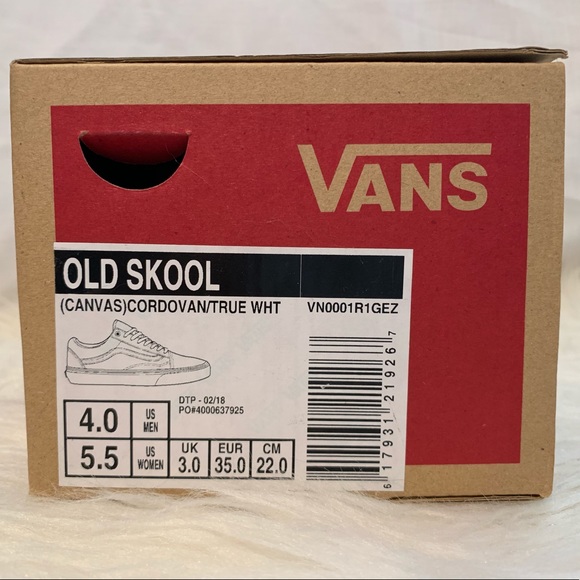 VANS
OLD SKOOL
(CANVAS)CORDOVAN/TRUE WHT VN0001R1GEZ
DTP - 02/18
PO#4000637925
4.0 US MEN
5.5 US WOMEN UK 3.0 EUR 35.0 CM 22.0
6 17931 21926 7